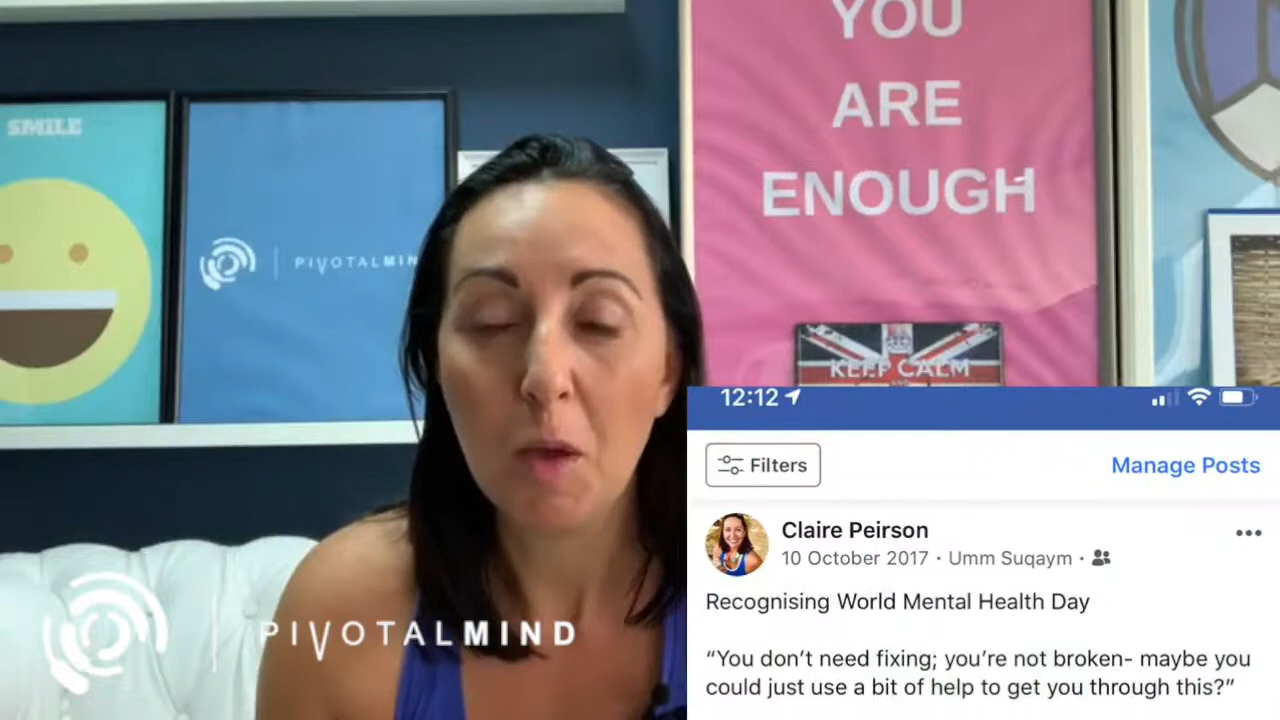 SMILE
PIVOTALMIN
YOU
ARE
ENOUGH
KEEP CALM
PIVOTALMIND
12:12
Filters
Manage Posts
Claire Peirson
10 October 2017 · Umm Suqaym ·
Recognising World Mental Health Day
“You don’t need fixing; you’re not broken- maybe you
could just use a bit of help to get you through this?”